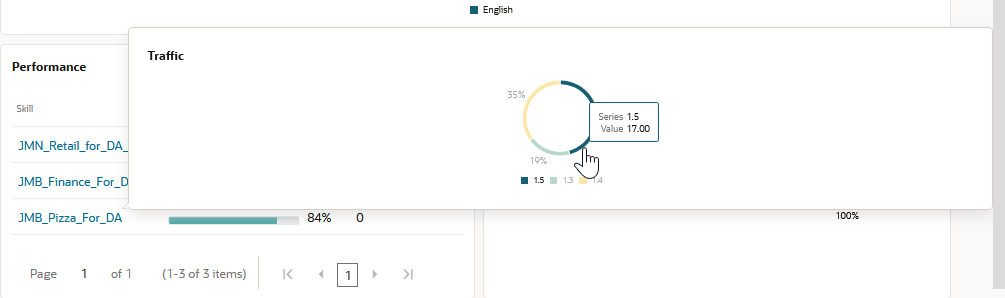 English
Traffic
Performance
35%
Series 1.5
Value 17.00
Skill
JMN_Retail_for_DA_
19%
JMB_Finance_For_D
1.5 1.3 1.4
JMB_Pizza_For_DA 84% 0
100%
Page 1 of 1 (1-3 of 3 items) 1